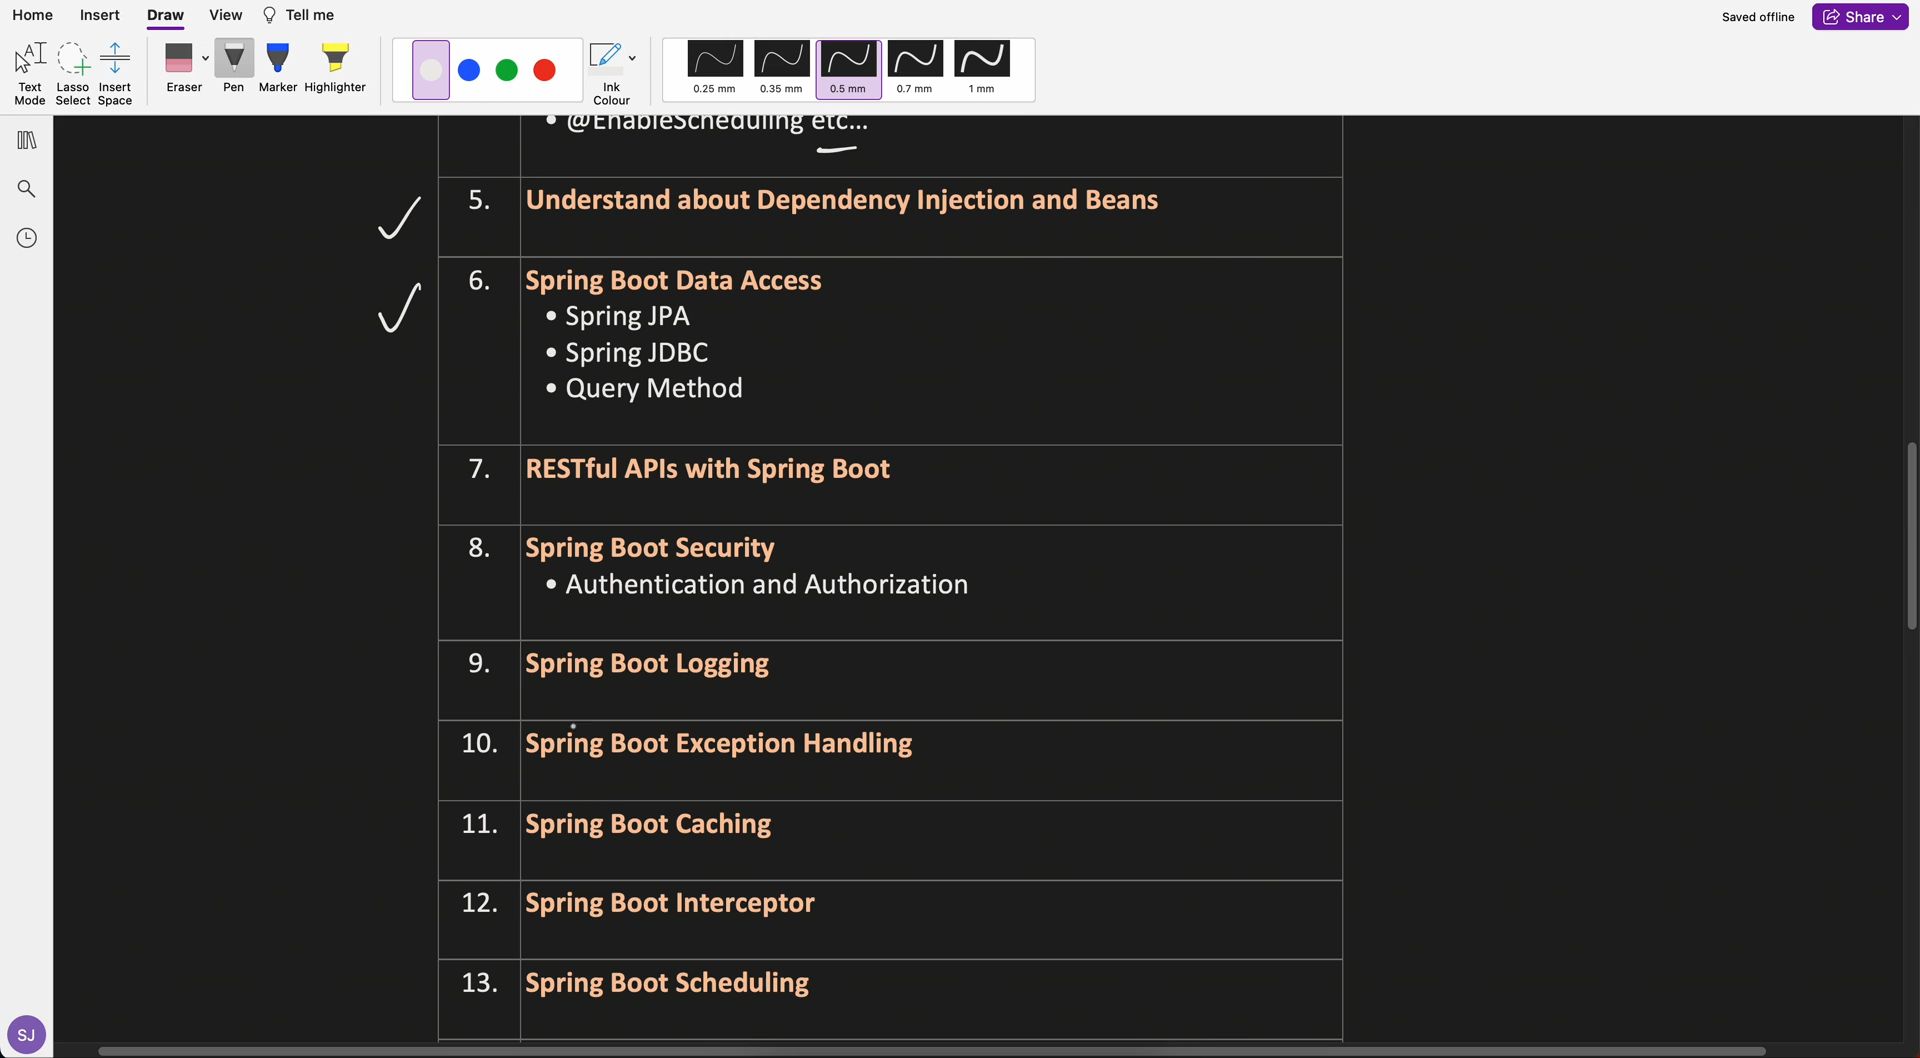 Home Insert Draw View Tell me
Saved offline Share
Text Mode
Lasso Select
Insert Space
Eraser
Pen
Marker
Highlighter
Ink Colour
0.25 mm 0.35 mm 0.5 mm 0.7 mm 1 mm
• @EnableScheduling etc...
5. Understand about Dependency Injection and Beans
6. Spring Boot Data Access
• Spring JPA
• Spring JDBC
• Query Method
7. RESTful APIs with Spring Boot
8. Spring Boot Security
• Authentication and Authorization
9. Spring Boot Logging
10. Spring Boot Exception Handling
11. Spring Boot Caching
12. Spring Boot Interceptor
13. Spring Boot Scheduling
SJ